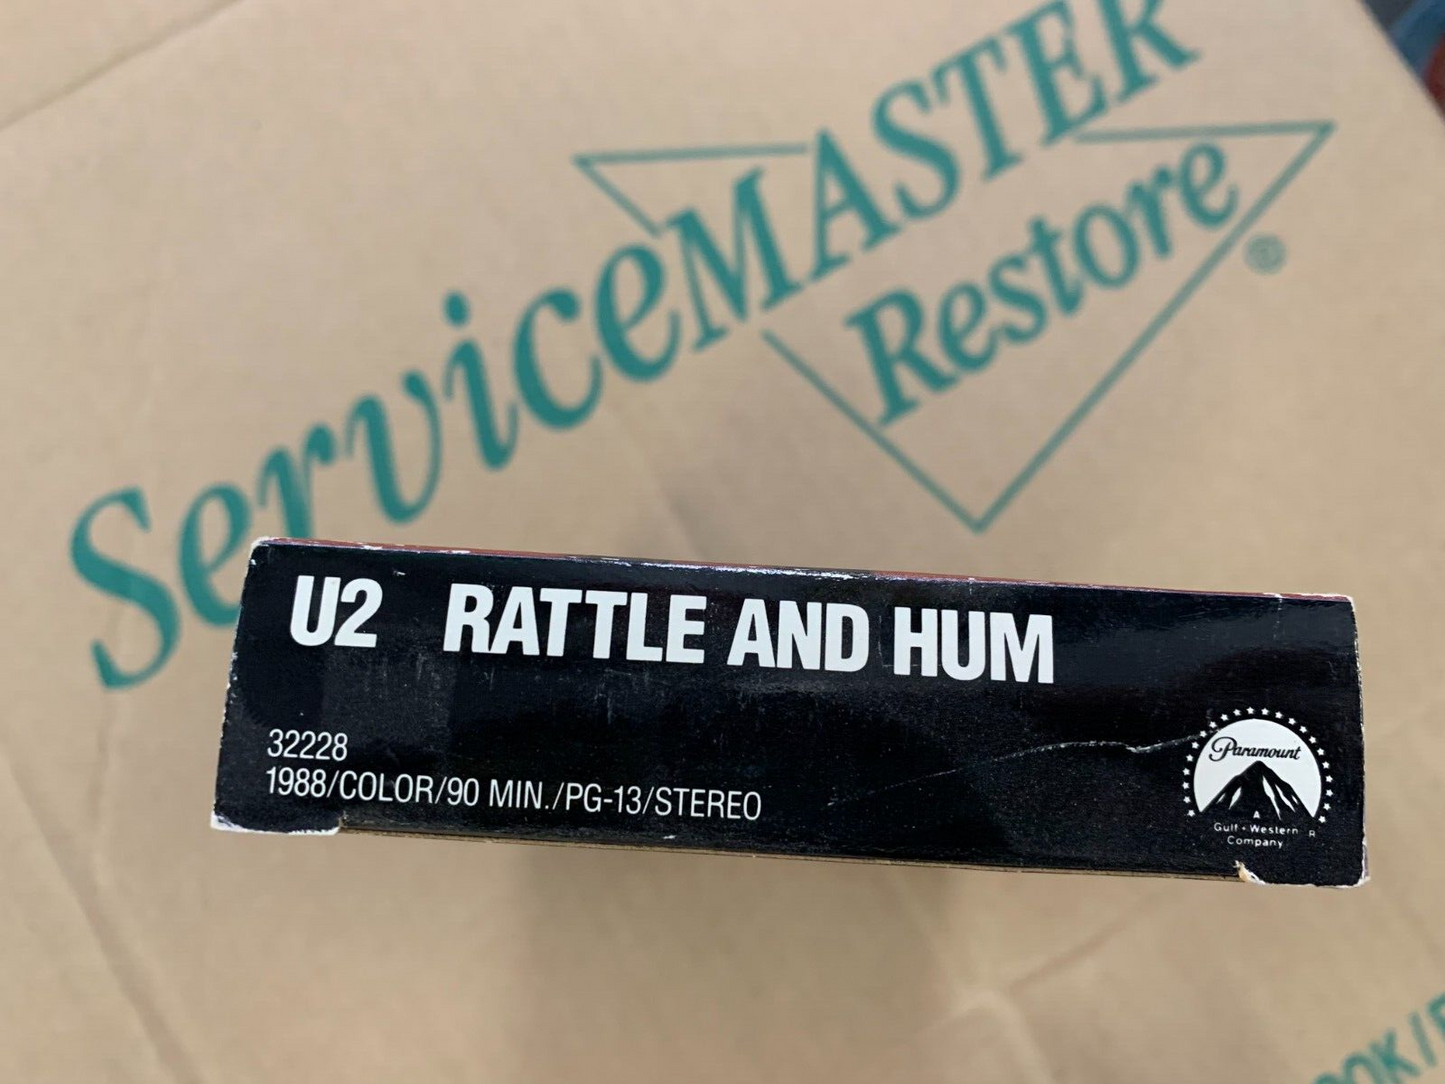 ServiceMASTER
Restore
®
U2 RATTLE AND HUM
32228
1988/COLOR/90 MIN./PG-13/STEREO
Paramount
A
Gulf+Western R
Company